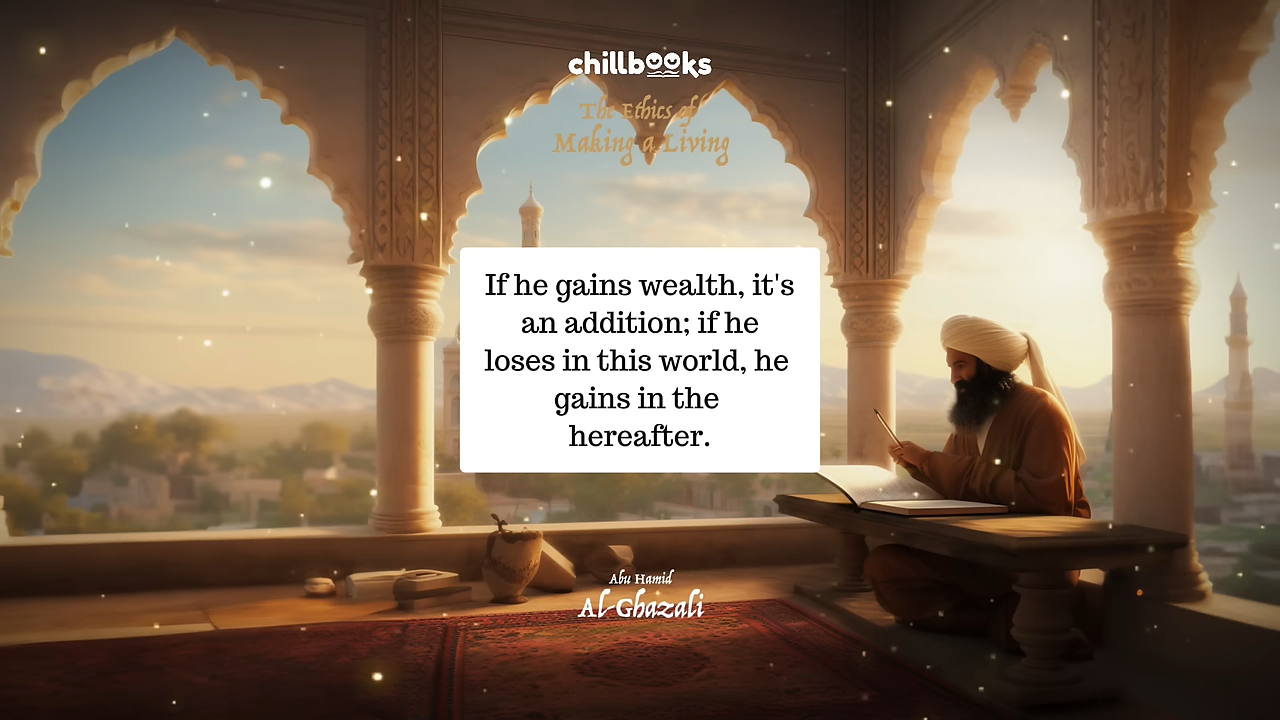 chillbooks
The Ethics of
Making a Living
If he gains wealth, it's
an addition; if he
loses in this world, he
gains in the
hereafter.
Abu Hamid
Al-Ghazali